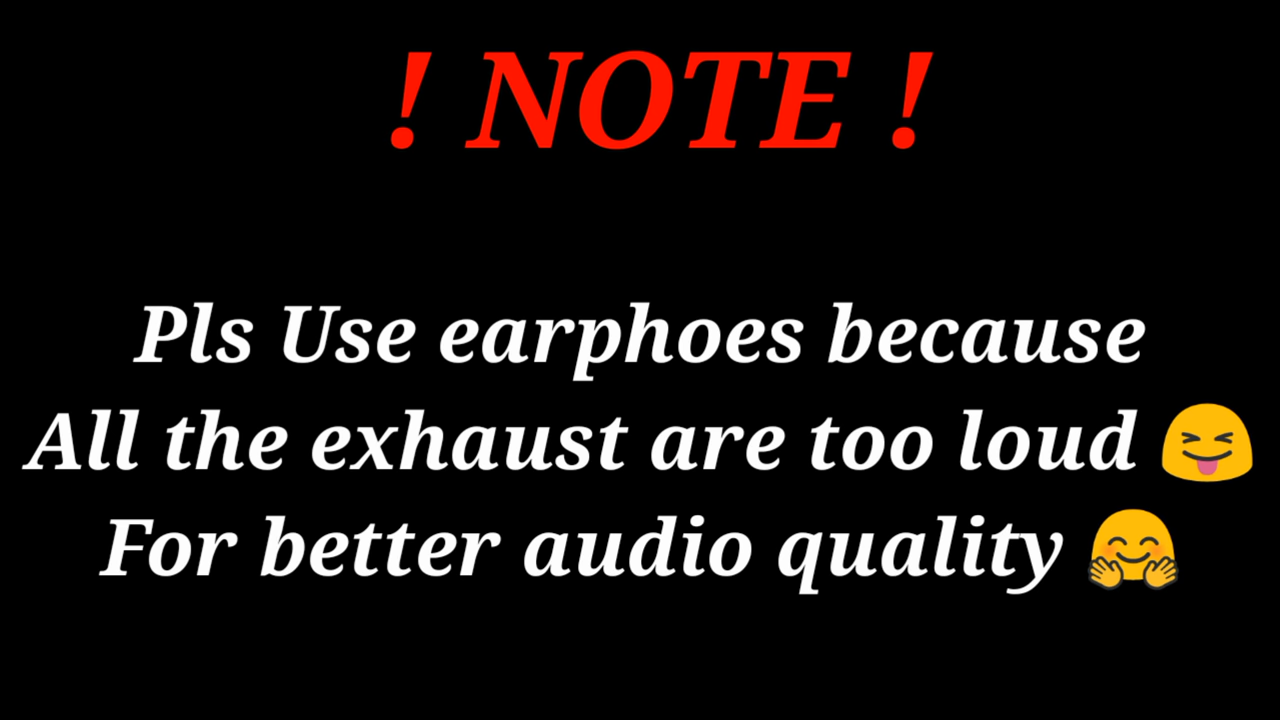 ! NOTE !
Pls Use earphoes because
All the exhaust are too loud 😝
For better audio quality 🤗